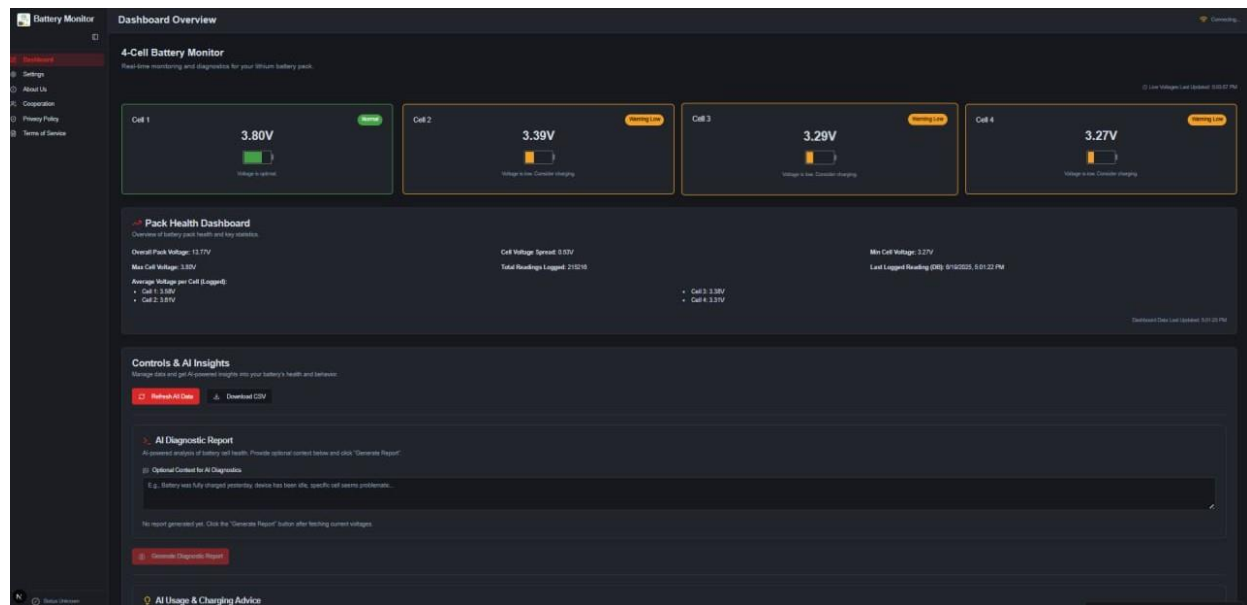 Battery Monitor
Dashboard Overview
Connecting...
Dashboard
Settings
About Us
Cooperation
Privacy Policy
Terms of Service
4-Cell Battery Monitor
Real-time monitoring and diagnostics for your lithium battery pack.
Live Voltages Last Updated: PM
Cell 1
Normal
3.80V
Voltage is optimal.
Cell 2
Warning Low
3.39V
Voltage is low. Consider charging.
Cell 3
Warning Low
3.29V
Voltage is low. Consider charging.
Cell 4
Warning Low
3.27V
Voltage is low. Consider charging.
Pack Health Dashboard
Overview of battery pack health and key statistics.
Overall Pack Voltage: 13.77V
Cell Voltage Spread: 0.53V
Min Cell Voltage: 3.27V
Max Cell Voltage: 3.80V
Total Readings Logged: 215216
Last Logged Reading (DB): 6/19/2025, 5:01:22 PM
Average Voltage per Cell (Logged):
• Cell 1: 3.58V
• Cell 2: 3.61V
• Cell 3: 3.38V
• Cell 4: 3.31V
Dashboard Data Last Updated: PM
Controls & AI Insights
Manage data and get AI-powered insights into your battery's health and behavior.
Refresh All Data
Download CSV
AI Diagnostic Report
AI-powered analysis of battery cell health. Provide optional context below and click "Generate Report".
Optional Context for AI Diagnostics
E.g., Battery was fully charged yesterday, device has been idle, specific cell seems problematic...
No report generated yet. Click the "Generate Report" button after fetching current voltages.
Generate Diagnostic Report
AI Usage & Charging Advice
N
Status Unknown